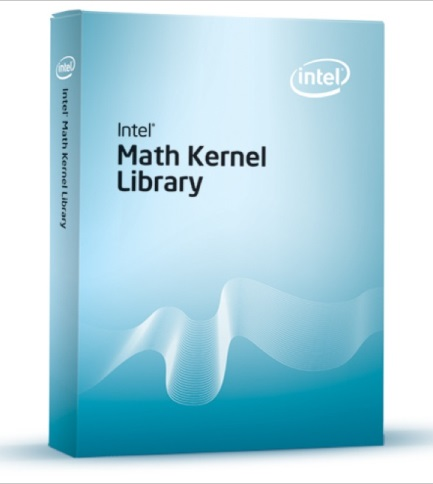 intel
Intel® Math Kernel Library
intel
Intel®
Math Kernel
Library